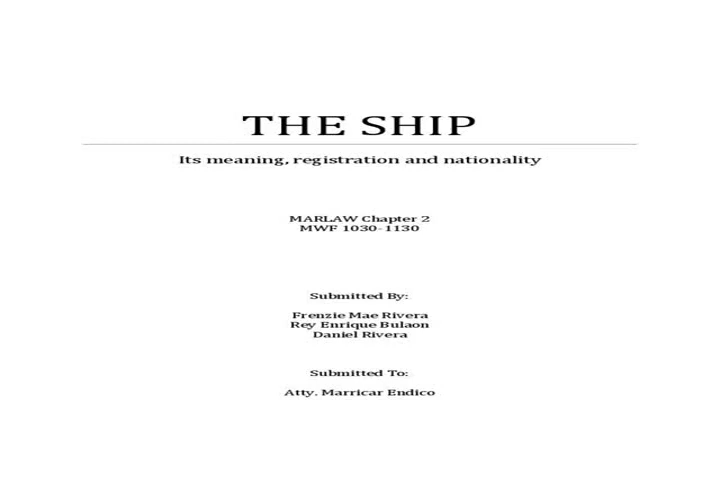 THE SHIP
Its meaning, registration and nationality
MARLAW Chapter 2
MWF 1030-1130
Submitted By:
Frenzie Mae Rivera
Rey Enrique Bulaon
Daniel Rivera
Submitted To:
Atty. Marricar Endico